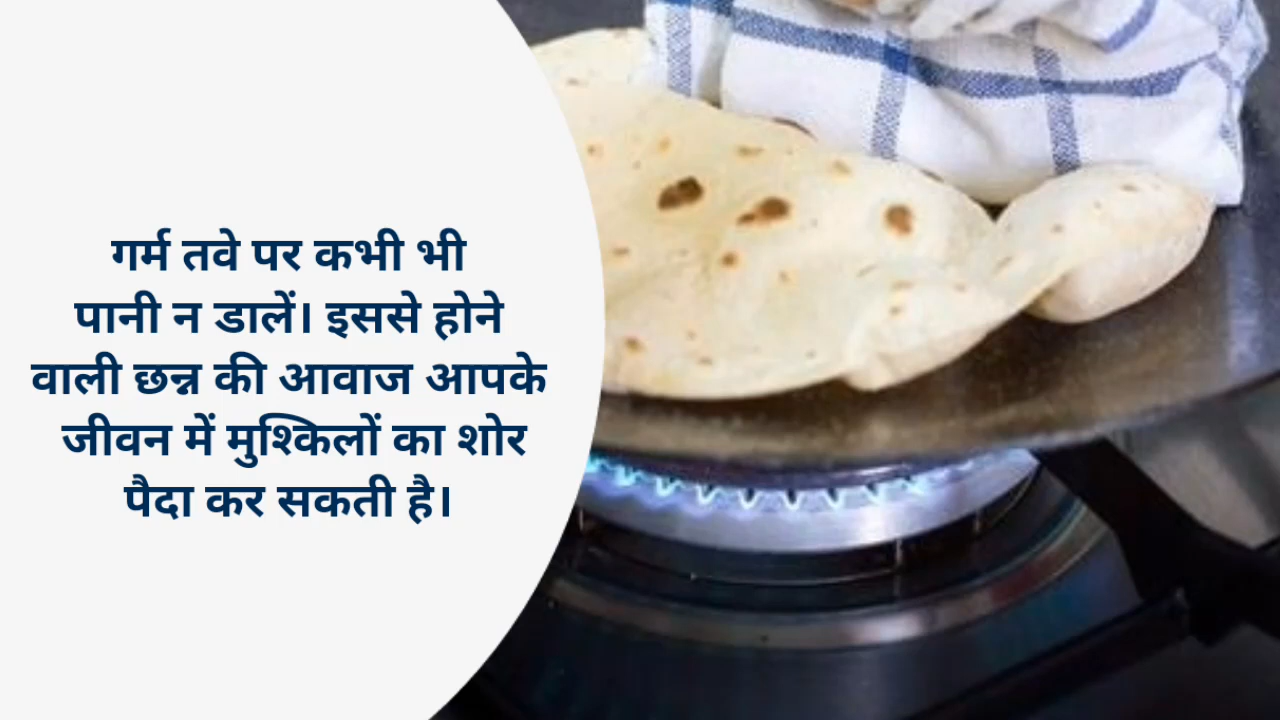 गर्म तवे पर कभी भी
पानी न डालें। इससे होने
वाली छन्न की आवाज आपके
जीवन में मुश्किलों का शोर
पैदा कर सकती है।